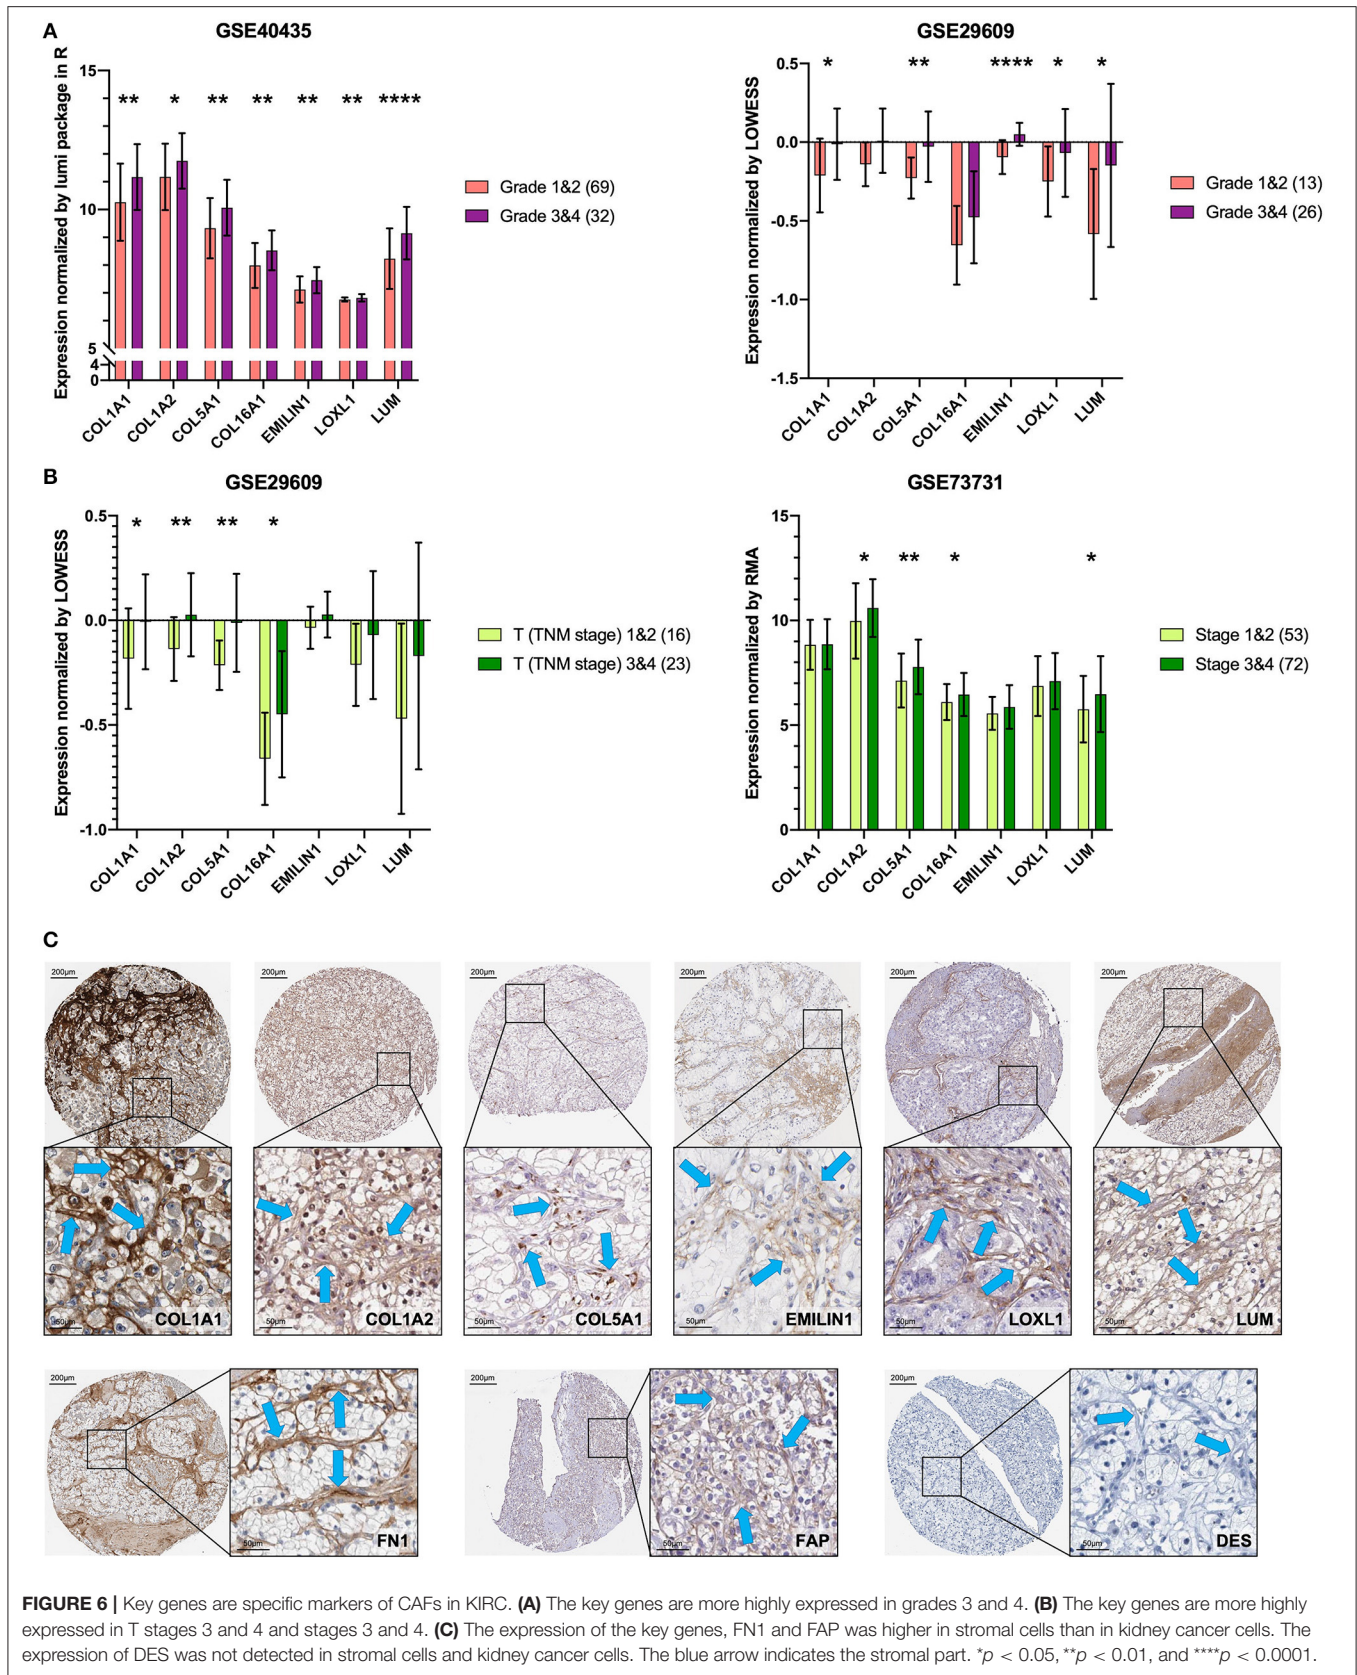 A
GSE40435
Expression normalized by lumi package in R
15
10
5
4
0
** * ** ** ** ** ****
COL1A1
COL1A2
COL5A1
COL16A1
EMILIN1
LOXL1
LUM
Grade 1&2 (69)
Grade 3&4 (32)
GSE29609
Expression normalized by LOWESS
0.5
0.0
-0.5
-1.0
-1.5
* ** **** * *
COL1A1
COL1A2
COL5A1
COL16A1
EMILIN1
LOXL1
LUM
Grade 1&2 (13)
Grade 3&4 (26)
B
GSE29609
Expression normalized by LOWESS
0.5
0.0
-0.5
-1.0
* ** ** *
COL1A1
COL1A2
COL5A1
COL16A1
EMILIN1
LOXL1
LUM
T (TNM stage) 1&2 (16)
T (TNM stage) 3&4 (23)
GSE73731
Expression normalized by RMA
15
10
5
0
* ** * *
COL1A1
COL1A2
COL5A1
COL16A1
EMILIN1
LOXL1
LUM
Stage 1&2 (53)
Stage 3&4 (72)
C
200μm
200μm
200μm
200μm
200μm
200μm
COL1A1
50μm
COL1A2
50μm
COL5A1
50μm
EMILIN1
50μm
LOXL1
50μm
LUM
50μm
200μm
FN1
50μm
200μm
FAP
50μm
200μm
DES
50μm
FIGURE 6 | Key genes are specific markers of CAFs in KIRC. (A) The key genes are more highly expressed in grades 3 and 4. (B) The key genes are more highly
expressed in T stages 3 and 4 and stages 3 and 4. (C) The expression of the key genes, FN1 and FAP was higher in stromal cells than in kidney cancer cells. The
expression of DES was not detected in stromal cells and kidney cancer cells. The blue arrow indicates the stromal part. *p < 0.05, **p < 0.01, and ****p < 0.0001.